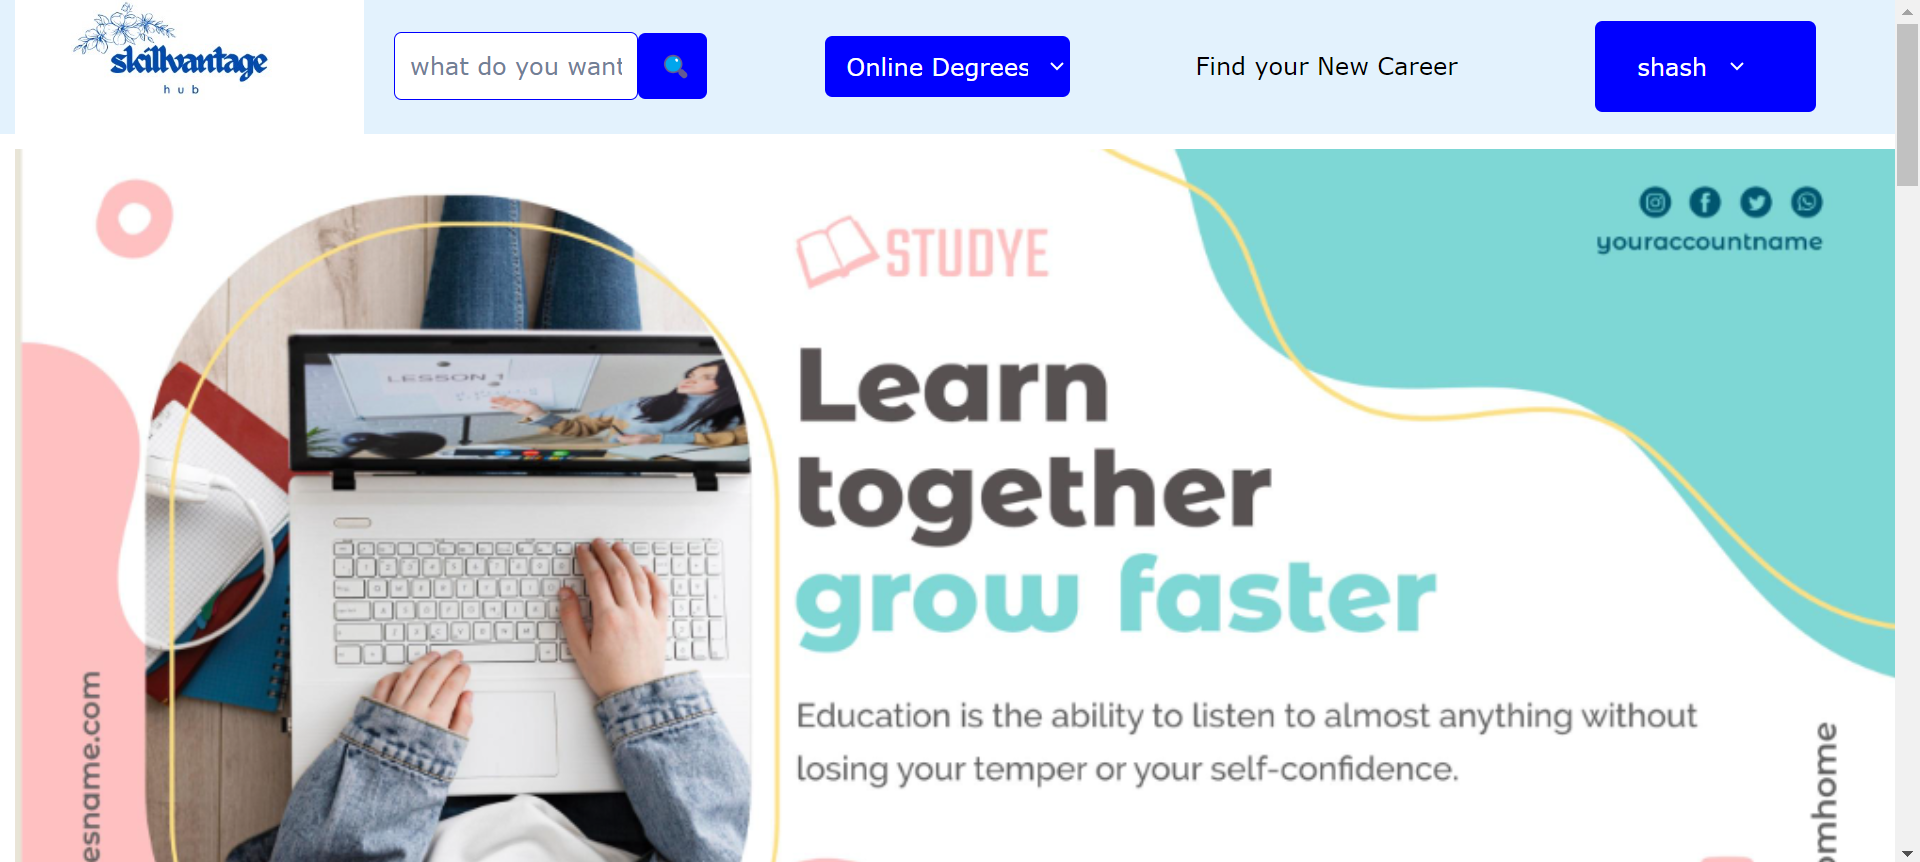 skillvantage
hub
what do you want
Online Degrees
Find your New Career
shash
STUDYE
youraccountname
LESSON 1
Learn
together
grow faster
Education is the ability to listen to almost anything without
losing your temper or your self-confidence.
esname.com
omhome